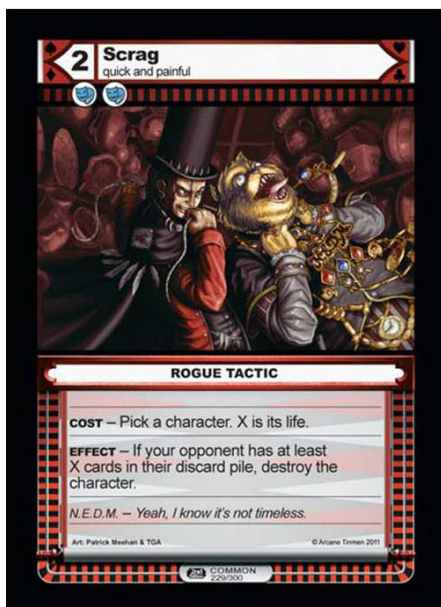 2
Scrag
quick and painful
ROGUE TACTIC
COST – Pick a character. X is its life.
EFFECT – If your opponent has at least
X cards in their discard pile, destroy the
character.
N.E.D.M. – Yeah, I know it's not timeless.
Art: Patrick Meehan & TGA
© Arcane Tinmen 2011
COMMON
229/300